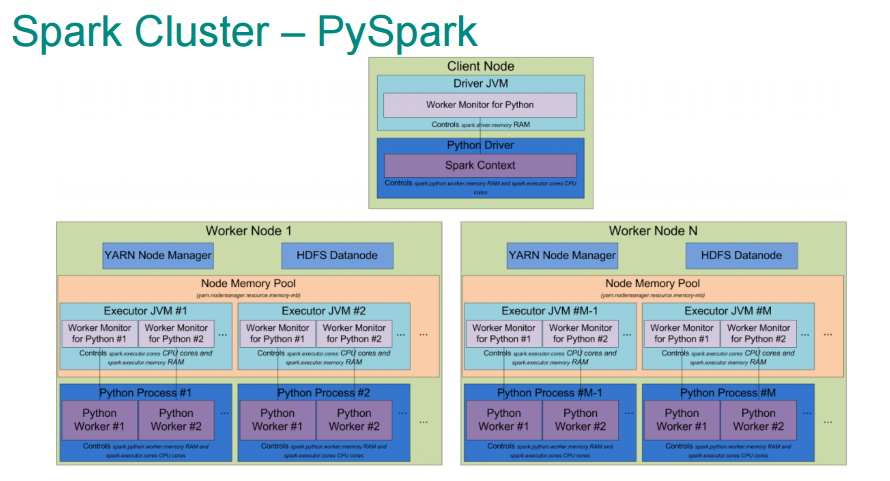 Spark Cluster – PySpark
Client Node
Driver JVM
Worker Monitor for Python
Controls spark.driver.memory RAM
Python Driver
Spark Context
Controls spark.python.worker.memory RAM and spark.executor.cores CPU
cores
Worker Node 1
YARN Node Manager
HDFS Datanode
Node Memory Pool
(yarn.nodemanager.resource.memory-mb)
Executor JVM #1
Worker Monitor
for Python #1
Worker Monitor
for Python #2
...
Controls spark.executor.cores CPU cores and
spark.executor.memory RAM
Executor JVM #2
Worker Monitor
for Python #1
Worker Monitor
for Python #2
...
Controls spark.executor.cores CPU cores and
spark.executor.memory RAM
...
Python Process #1
Python
Worker #1
Python
Worker #2
...
Controls spark.python.worker.memory RAM and
spark.executor.cores CPU cores
Python Process #2
Python
Worker #1
Python
Worker #2
...
Controls spark.python.worker.memory RAM and
spark.executor.cores CPU cores
...
Worker Node N
YARN Node Manager
HDFS Datanode
Node Memory Pool
(yarn.nodemanager.resource.memory-mb)
Executor JVM #M-1
Worker Monitor
for Python #1
Worker Monitor
for Python #2
...
Controls spark.executor.cores CPU cores and
spark.executor.memory RAM
Executor JVM #M
Worker Monitor
for Python #1
Worker Monitor
for Python #2
...
Controls spark.executor.cores CPU cores and
spark.executor.memory RAM
...
Python Process #M-1
Python
Worker #1
Python
Worker #2
...
Controls spark.python.worker.memory RAM and
spark.executor.cores CPU cores
Python Process #M
Python
Worker #1
Python
Worker #2
...
Controls spark.python.worker.memory RAM and
spark.executor.cores CPU cores
...